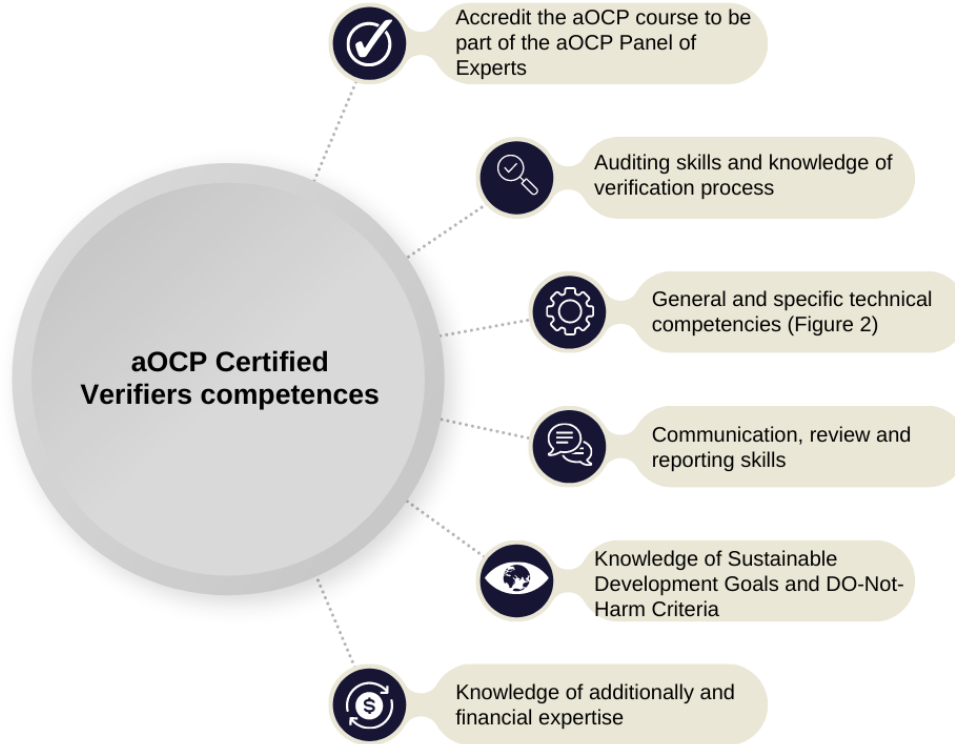 Accredit the aOCP course to be
part of the aOCP Panel of
Experts
Auditing skills and knowledge of
verification process
General and specific technical
competencies (Figure 2)
aOCP Certified
Verifiers competences
Communication, review and
reporting skills
Knowledge of Sustainable
Development Goals and DO-Not-
Harm Criteria
Knowledge of additionally and
financial expertise
$